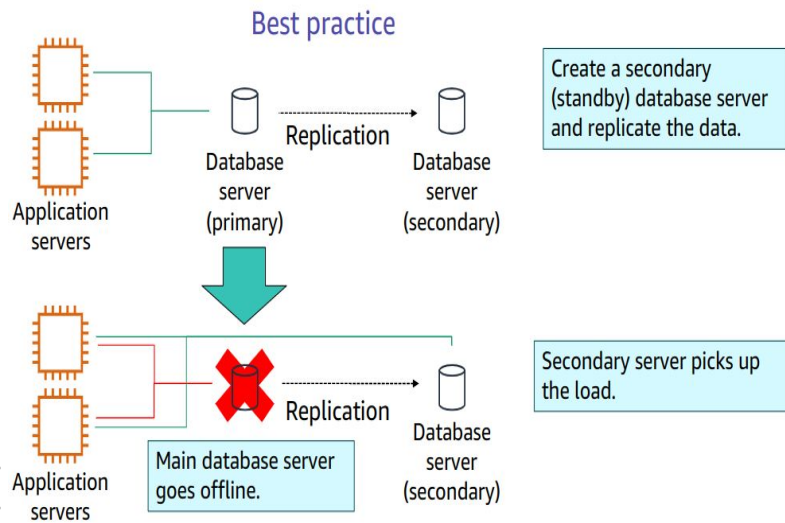 Best practice
Create a secondary
(standby) database server
and replicate the data.
Replication
Application
servers
Database
server
(primary)
Database
server
(secondary)
Secondary server picks up
the load.
Replication
Main database server
goes offline.
Application
servers
Database
server
(secondary)